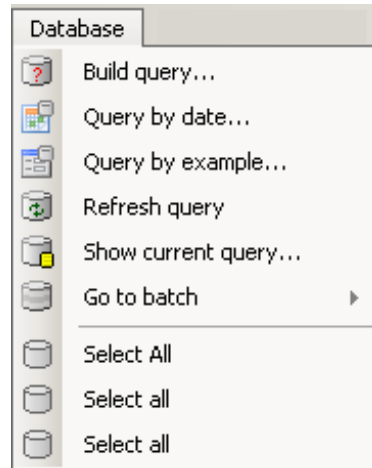 Database
Build query...
Query by date...
Query by example...
Refresh query
Show current query...
Go to batch
Select All
Select all
Select all